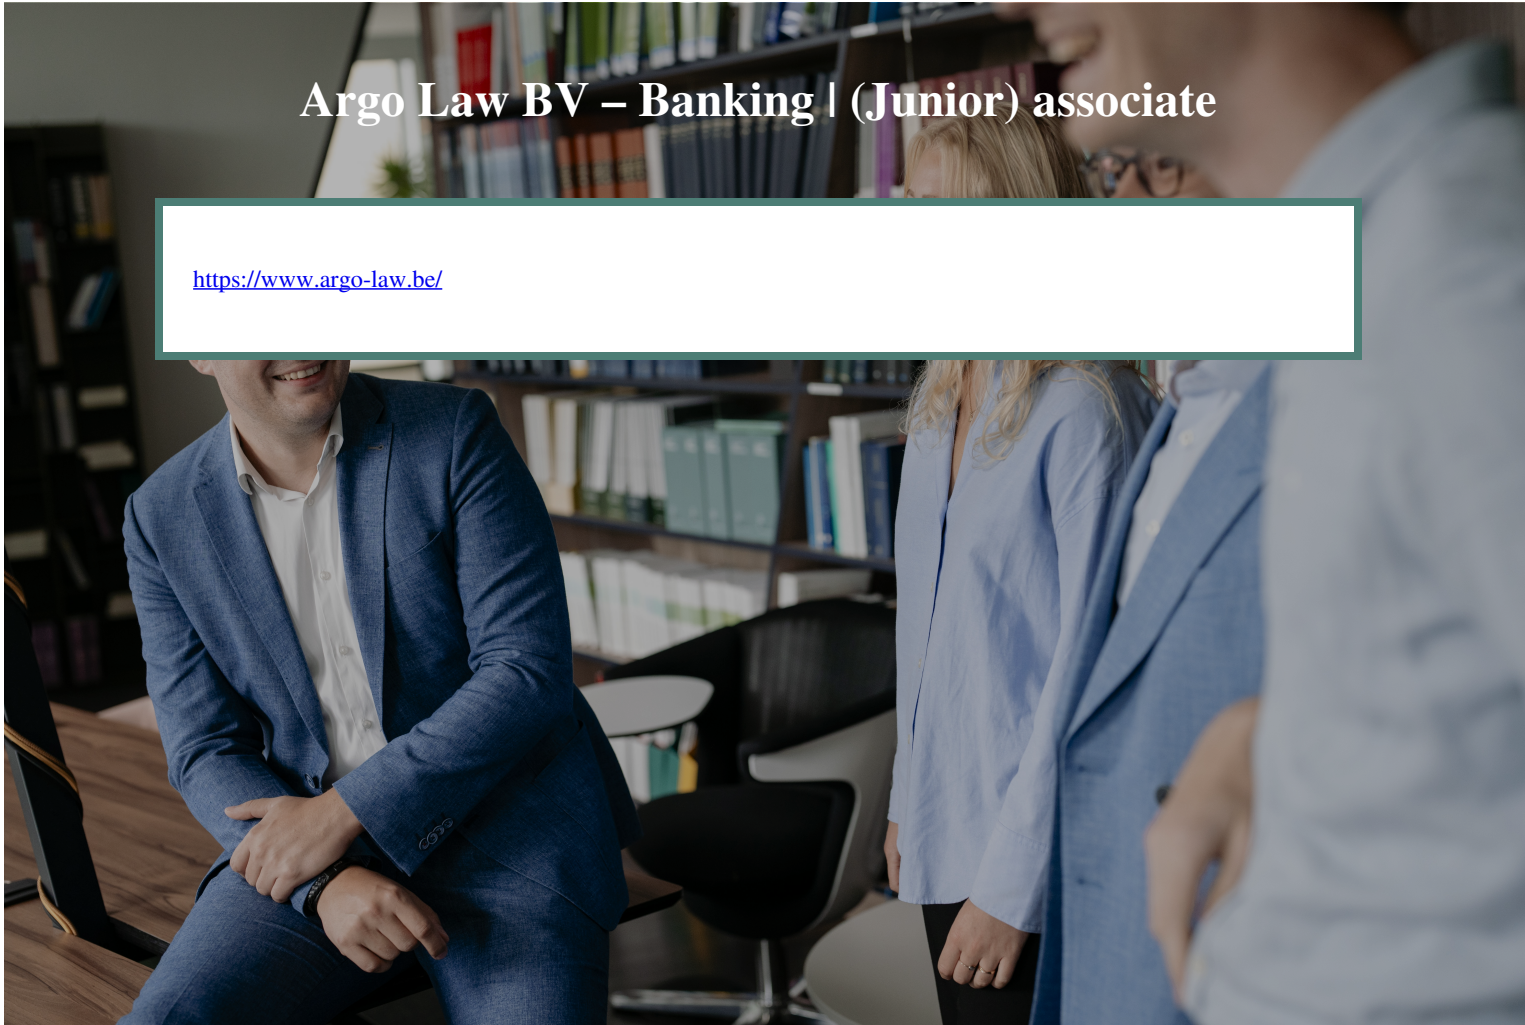 Argo Law BV – Banking | (Junior) associate
https://www.argo-law.be/